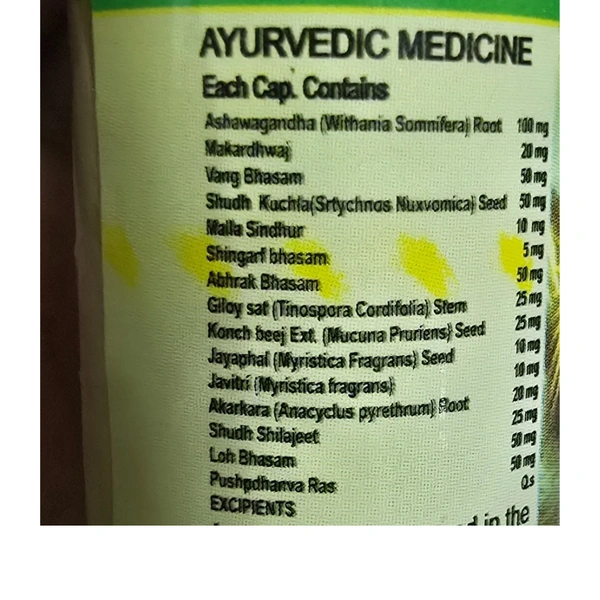 AYURVEDIC MEDICINE
Each Cap. Contains
Ashawagandha (Withania Somnifera) Root 100 mg
Makardhwaj 20 mg
Vang Bhasam 50 mg
Shudh Kuchla(Srtychnos Nuxvomica) Seed 50 mg
Malla Sindhur 10 mg
Shingarf bhasam 5 mg
Abhrak Bhasam 50 mg
Giloy sat (Tinospora Cordifolia) Stem 25 mg
Konch beej Ext. (Mucuna Pruriens) Seed 25 mg
Jayaphal (Myristica Fragrans) Seed 10 mg
Javitri (Myristica fragrans) 10 mg
Akarkara (Anacyclus pyrethrum) Root 20 mg
Shudh Shilajeet 25 mg
Loh Bhasam 50 mg
Pushpdhanva Ras 50 mg
EXCIPIENTS Q.s
in the